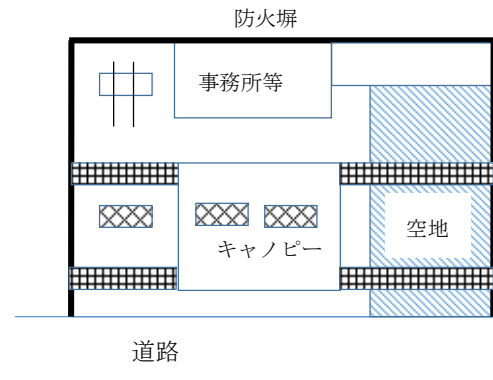 防火塀
事務所等
空地
キャノピー
道路